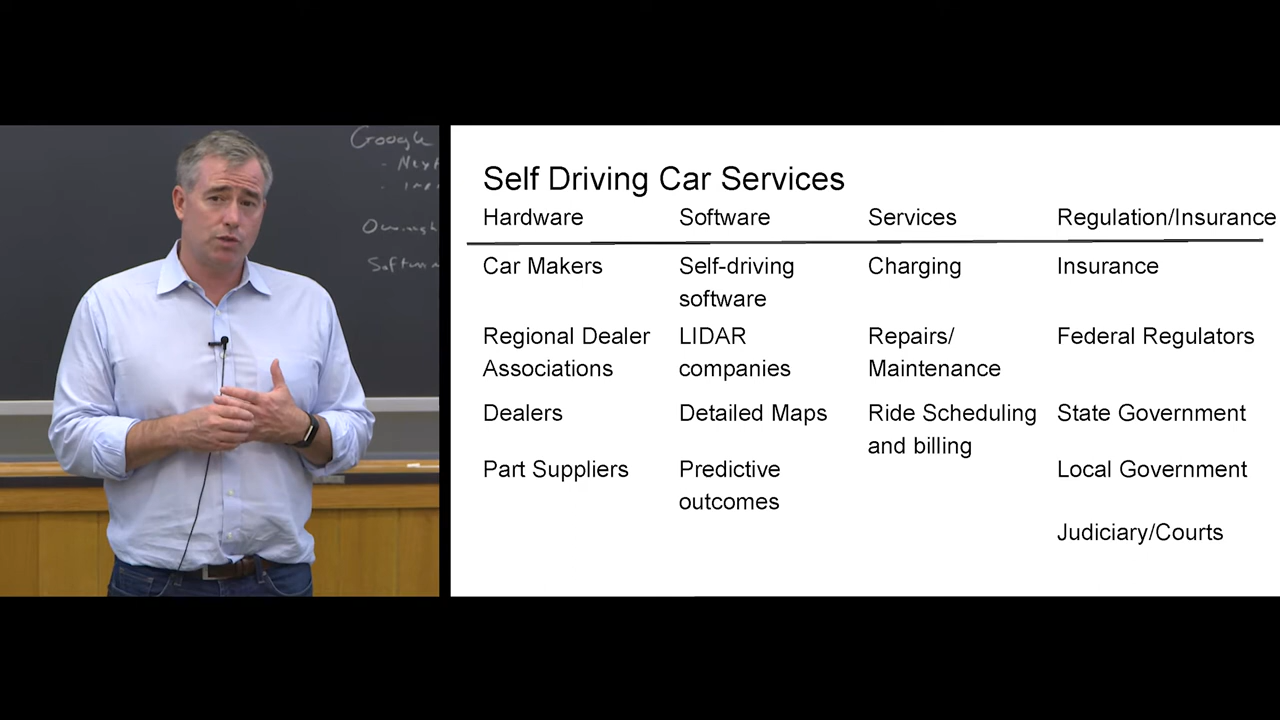 Google
Self Driving Car Services
Hardware Software Services Regulation/Insurance
Car Makers Self-driving Charging Insurance
software
Regional Dealer LIDAR Repairs/ Federal Regulators
Associations companies Maintenance
Dealers Detailed Maps Ride Scheduling State Government
and billing
Part Suppliers Predictive Local Government
outcomes
Judiciary/Courts